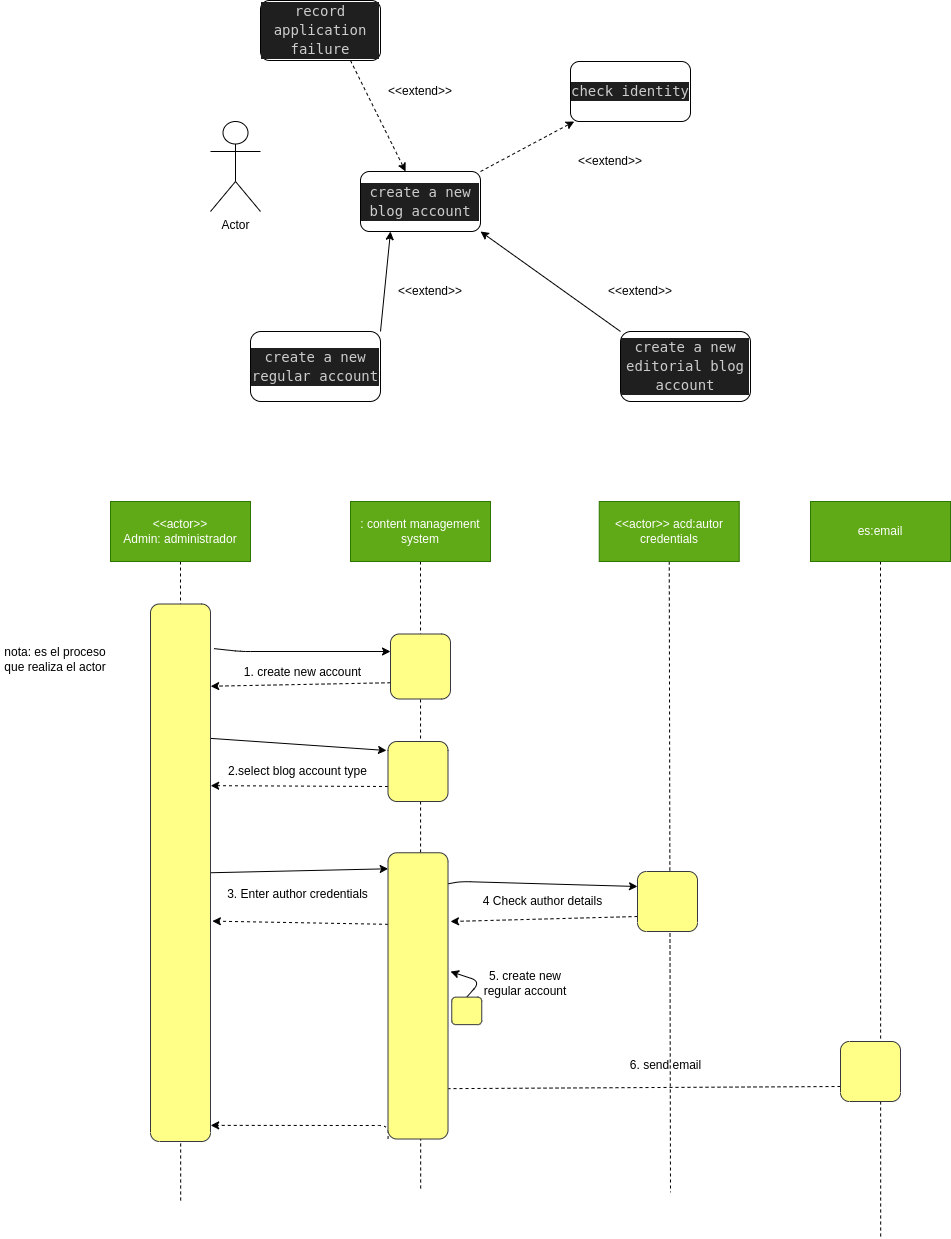 record
application
failure
<<extend>>
check identity
<<extend>>
create a new
blog account
Actor
<<extend>>
<<extend>>
create a new
regular account
create a new
editorial blog
account
<<actor>>
Admin: administrador
: content management
system
<<actor>> acd:autor
credentials
es:email
nota: es el proceso
que realiza el actor
1. create new account
2.select blog account type
3. Enter author credentials
4 Check author details
5. create new
regular account
6. send email